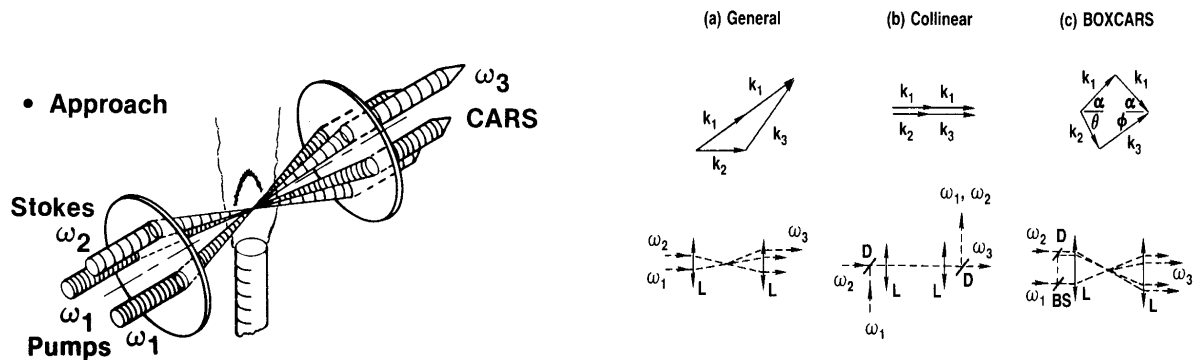 • Approach
Stokes
ω2
ω1
Pumps
ω1
ω3
CARS
(a) General
k1
k1
k2
k3
ω2
ω1
L
ω3
(b) Collinear
k1 k1
k2 k3
ω1, ω2
D
ω2
L
L
D
ω3
ω1
(c) BOXCARS
k1
k1
α
α
θ
ϕ
k2
k3
ω2
D
ω1
BS
L
L
ω3